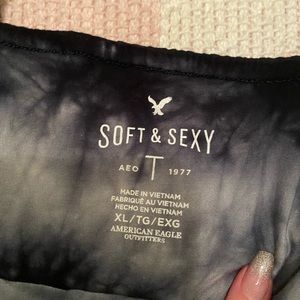 SOFT & SEXY
AEO T 1977
MADE IN VIETNAM
FABRIQUÉ AU VIETNAM
HECHO EN VIETNAM
XL/TG/EXG
AMERICAN EAGLE
OUTFITTERS